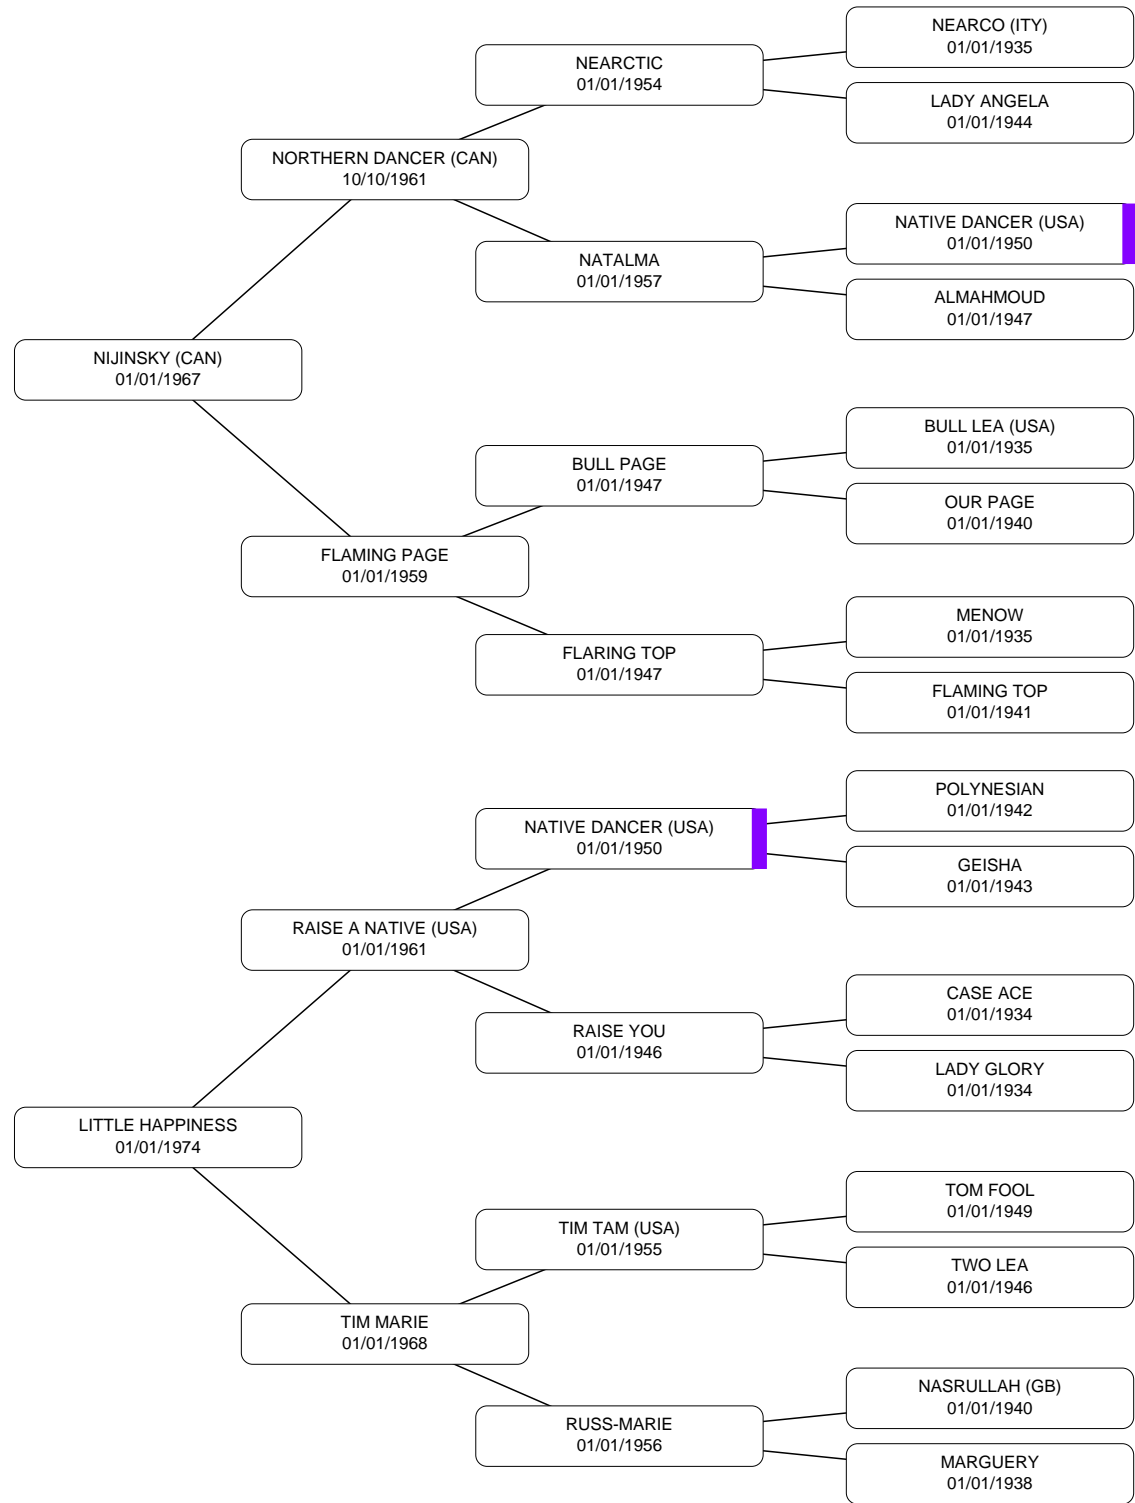 NEARCO (ITY)
01/01/1935
NEARCTIC
01/01/1954
LADY ANGELA
01/01/1944
NORTHERN DANCER (CAN)
10/10/1961
NATIVE DANCER (USA)
01/01/1950
NATALMA
01/01/1957
ALMAHMOUD
01/01/1947
NIJINSKY (CAN)
01/01/1967
BULL LEA (USA)
01/01/1935
BULL PAGE
01/01/1947
OUR PAGE
01/01/1940
FLAMING PAGE
01/01/1959
MENOW
01/01/1935
FLARING TOP
01/01/1947
FLAMING TOP
01/01/1941
POLYNESIAN
01/01/1942
NATIVE DANCER (USA)
01/01/1950
GEISHA
01/01/1943
RAISE A NATIVE (USA)
01/01/1961
CASE ACE
01/01/1934
RAISE YOU
01/01/1946
LADY GLORY
01/01/1934
LITTLE HAPPINESS
01/01/1974
TOM FOOL
01/01/1949
TIM TAM (USA)
01/01/1955
TWO LEA
01/01/1946
TIM MARIE
01/01/1968
NASRULLAH (GB)
01/01/1940
RUSS-MARIE
01/01/1956
MARGUERY
01/01/1938